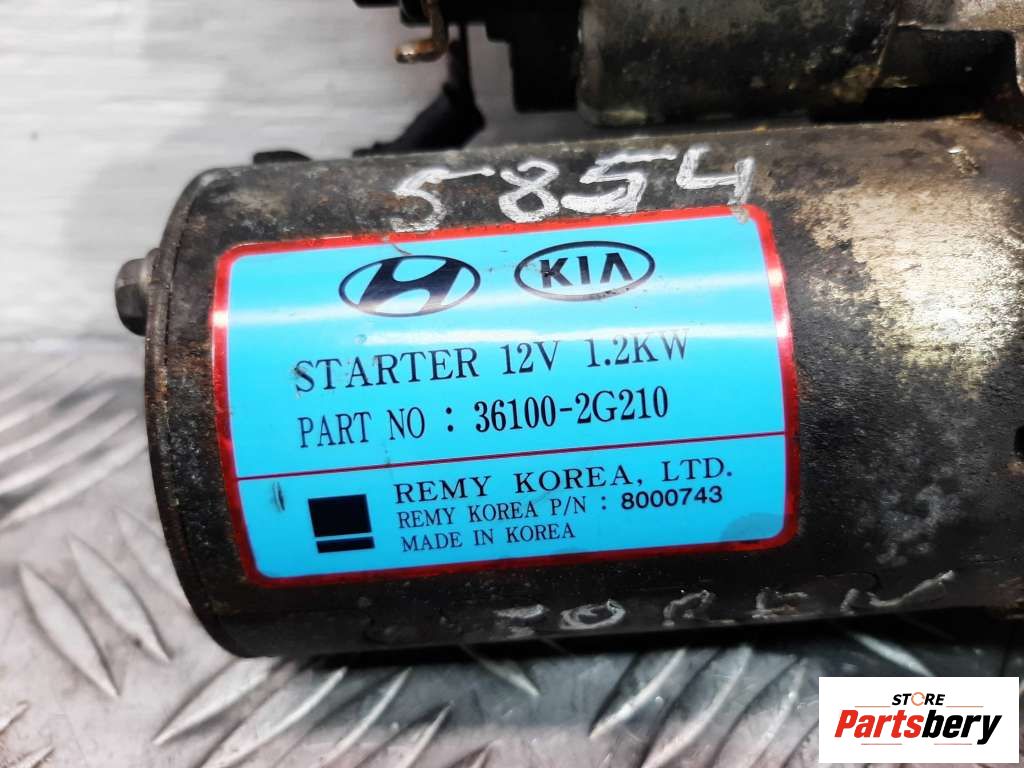 5854
KIA
STARTER 12V 1.2KW
PART NO : 36100-2G210
REMY KOREA, LTD.
REMY KOREA P/N : 8000743
MADE IN KOREA
STORE
Partsbery